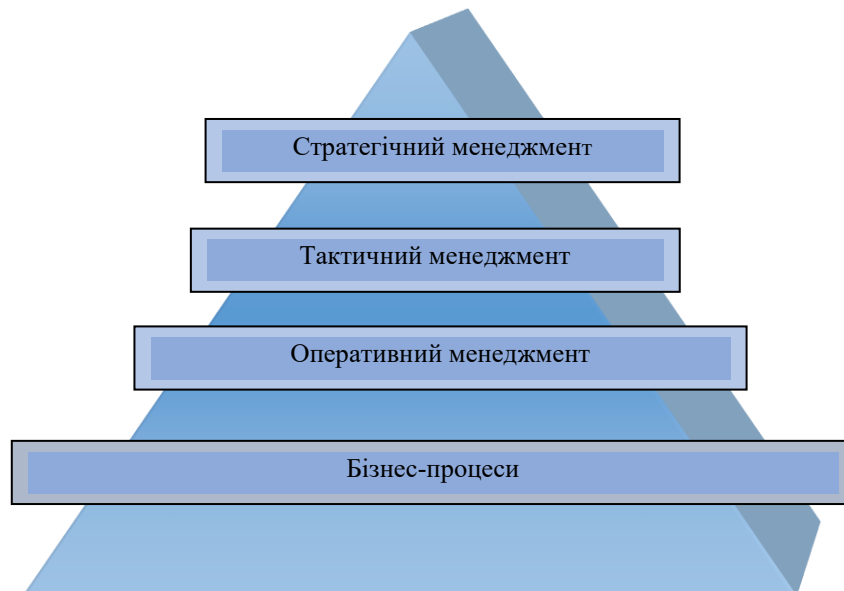 Стратегічний менеджмент
Тактичний менеджмент
Оперативний менеджмент
Бізнес-процеси